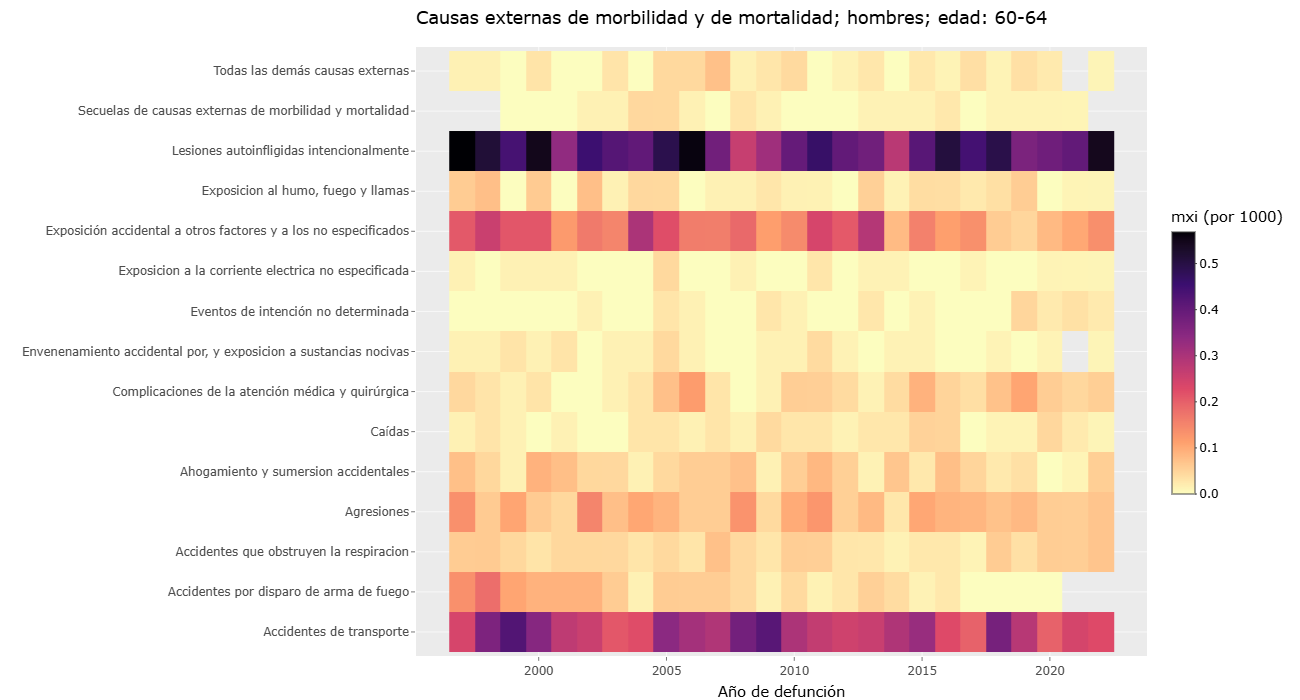 Causas externas de morbilidad y de mortalidad; hombres; edad: 60-64
Todas las demás causas externas
Secuelas de causas externas de morbilidad y mortalidad
Lesiones autoinfligidas intencionalmente
Exposicion al humo, fuego y llamas
Exposición accidental a otros factores y a los no especificados
Exposicion a la corriente electrica no especificada
Eventos de intención no determinada
Envenenamiento accidental por, y exposicion a sustancias nocivas
Complicaciones de la atención médica y quirúrgica
Caídas
Ahogamiento y sumersion accidentales
Agresiones
Accidentes que obstruyen la respiracion
Accidentes por disparo de arma de fuego
Accidentes de transporte
2000 2005 2010 2015 2020
Año de defunción
mxi (por 1000)
0.5
0.4
0.3
0.2
0.1
0.0